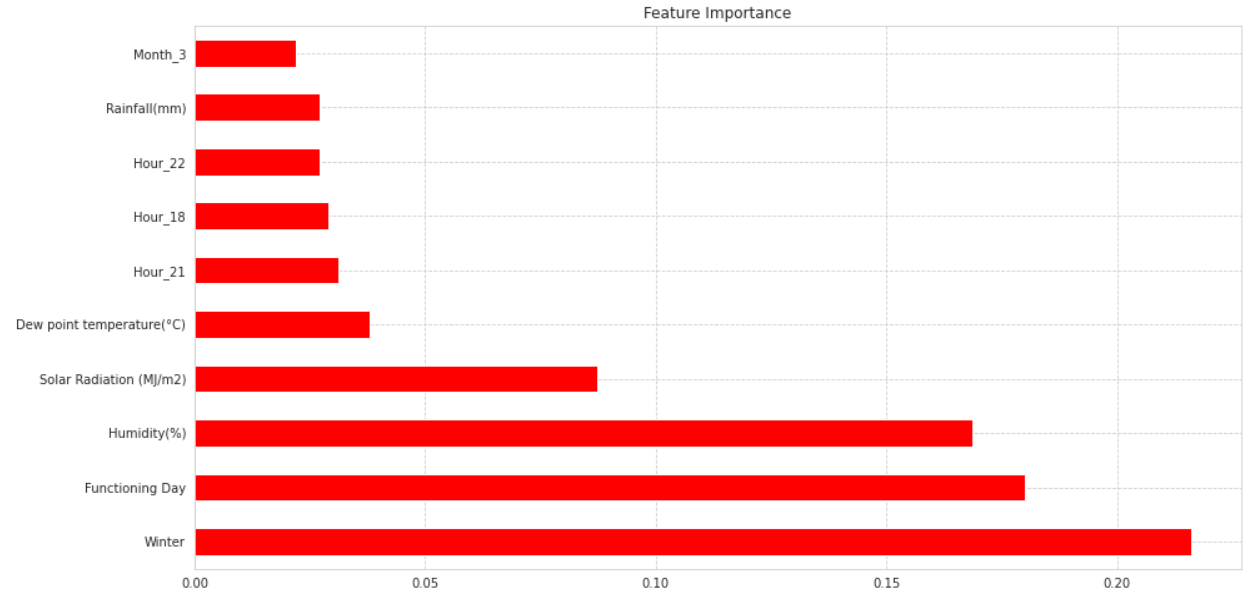 Feature Importance
Month_3
Rainfall(mm)
Hour_22
Hour_18
Hour_21
Dew point temperature(°C)
Solar Radiation (MJ/m2)
Humidity(%)
Functioning Day
Winter
0.00 0.05 0.10 0.15 0.20